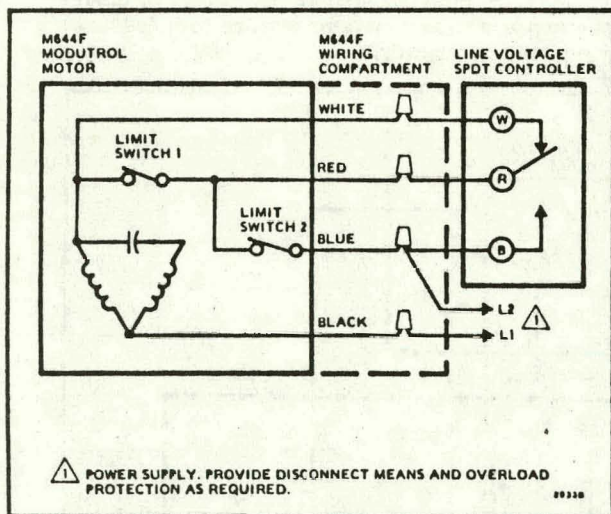 M644F
MODUTROL
MOTOR
M644F
WIRING
COMPARTMENT
LINE VOLTAGE
SPDT CONTROLLER
WHITE
W
LIMIT
SWITCH 1
RED
R
LIMIT
SWITCH 2
BLUE
B
L2
1
BLACK
L1
1 POWER SUPPLY. PROVIDE DISCONNECT MEANS AND OVERLOAD
PROTECTION AS REQUIRED.